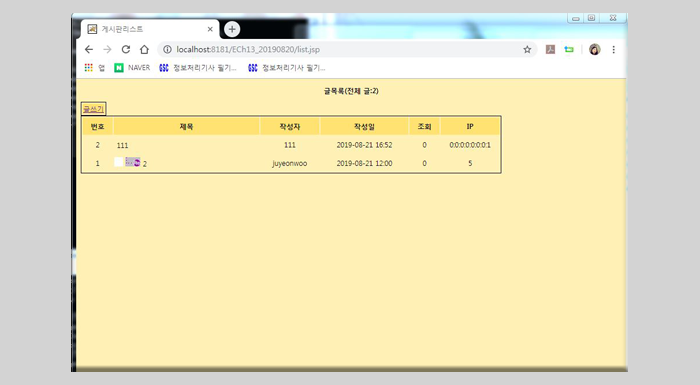 게시판리스트
localhost:8181/ECh13_20190820/list.jsp
앱 NAVER GSC 정보처리기사 필기... GSC 정보처리기사 필기...
글목록(전체 글:2)
글쓰기
번호 제목 작성자 작성일 조회 IP
2 111 111 2019-08-21 16:52 0 0:0:0:0:0:0:0:1
1 2 juyeonwoo 2019-08-21 12:00 0 5